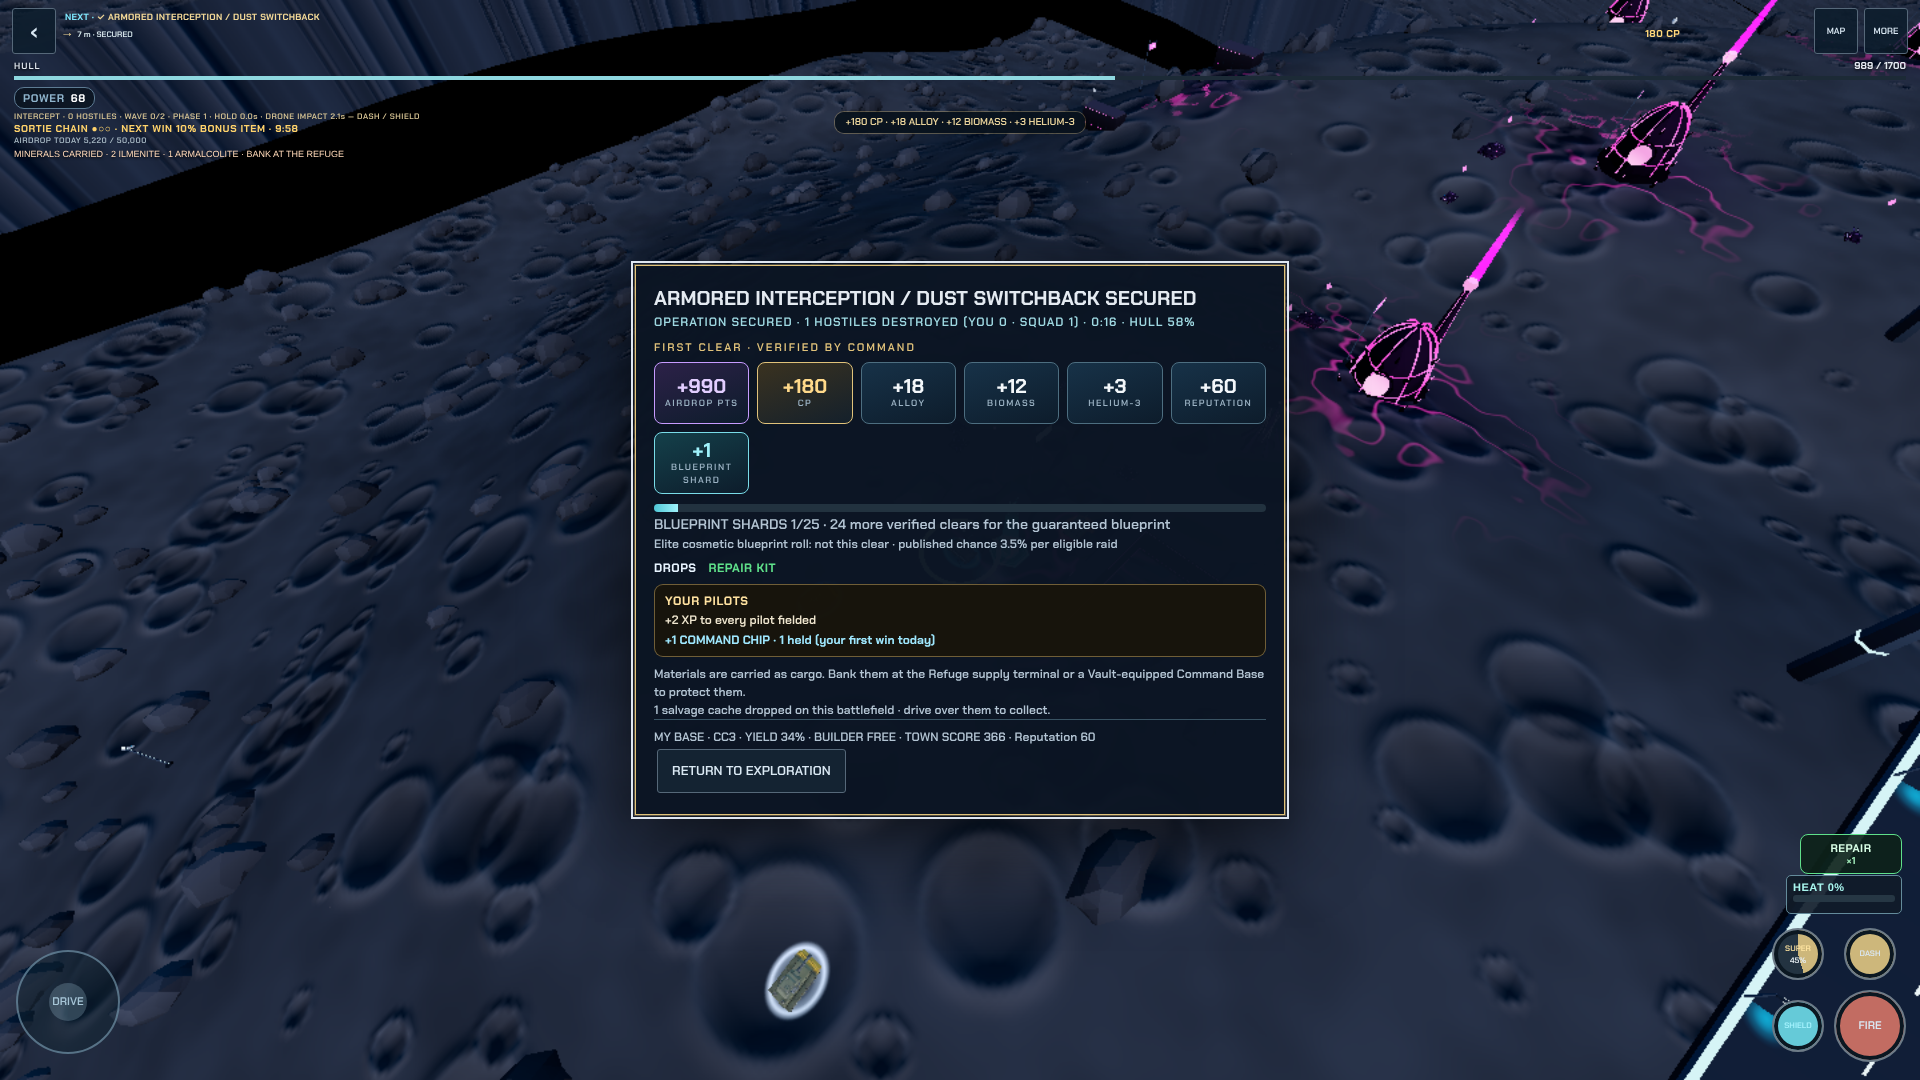 NEXT · ✓ ARMORED INTERCEPTION / DUST SWITCHBACK
→ 7 m · SECURED
180 CP
MAP
MORE
HULL
989 / 1700
POWER 68
INTERCEPT · 0 HOSTILES · WAVE 0/2 · PHASE 1 · HOLD 0.0s · DRONE IMPACT 2.1s — DASH / SHIELD
SORTIE CHAIN ●○○ · NEXT WIN 10% BONUS ITEM · 9:58
AIRDROP TODAY 5,220 / 50,000
MINERALS CARRIED · 2 ILMENITE · 1 ARMALCOLITE · BANK AT THE REFUGE
+180 CP · +18 ALLOY · +12 BIOMASS · +3 HELIUM-3
ARMORED INTERCEPTION / DUST SWITCHBACK SECURED
OPERATION SECURED · 1 HOSTILES DESTROYED (YOU 0 · SQUAD 1) · 0:16 · HULL 58%
FIRST CLEAR · VERIFIED BY COMMAND
+990
AIRDROP PTS
+180
CP
+18
ALLOY
+12
BIOMASS
+3
HELIUM-3
+60
REPUTATION
+1
BLUEPRINT
SHARD
BLUEPRINT SHARDS 1/25 · 24 more verified clears for the guaranteed blueprint
Elite cosmetic blueprint roll: not this clear · published chance 3.5% per eligible raid
DROPS REPAIR KIT
YOUR PILOTS
+2 XP to every pilot fielded
+1 COMMAND CHIP · 1 held (your first win today)
Materials are carried as cargo. Bank them at the Refuge supply terminal or a Vault-equipped Command Base
to protect them.
1 salvage cache dropped on this battlefield · drive over them to collect.
MY BASE · CC3 · YIELD 34% · BUILDER FREE · TOWN SCORE 366 · Reputation 60
RETURN TO EXPLORATION
REPAIR
×1
HEAT 0%
SUPER
45%
DASH
DRIVE
SHIELD
FIRE